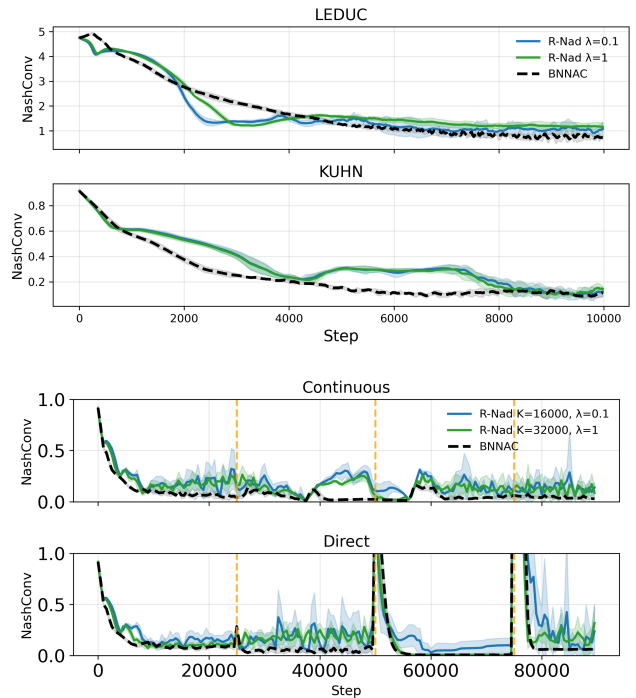 LEDUC
NashConv
5
4
3
2
1
R-Nad λ=0.1
R-Nad λ=1
BNNAC
KUHN
NashConv
0.8
0.6
0.4
0.2
0
2000
4000
6000
8000
10000
Step
Continuous
NashConv
1.0
0.5
0.0
R-Nad K=16000, λ=0.1
R-Nad K=32000, λ=1
BNNAC
Direct
NashConv
1.0
0.5
0.0
0
20000
40000
60000
80000
Step